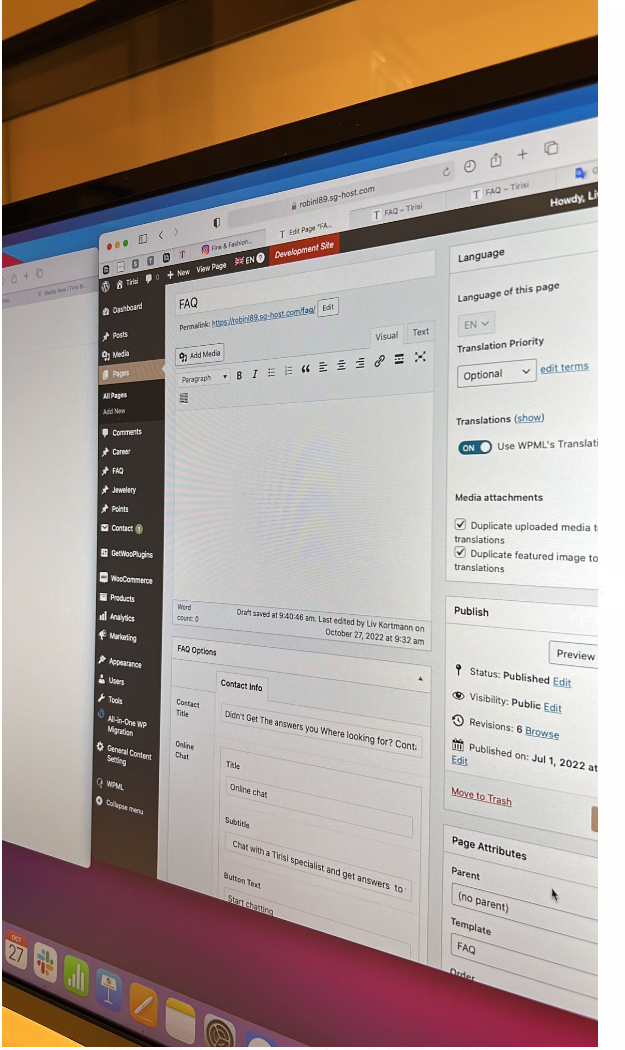 robinl89.sg-host.com
Fine & Fashion...
Edit Page "FA...
FAQ – Tirisi
FAQ – Tirisi
Tirisi
0
+ New
View Page
EN
Development Site
Howdy, Li
Dashboard
Posts
Media
Pages
All Pages
Add New
Comments
Career
FAQ
Jewelery
Points
Contact 1
GetWooPlugins
WooCommerce
Products
Analytics
Marketing
Appearance
Users
Tools
All-in-One WP
Migration
General Content
Setting
WPML
Collapse menu
FAQ
Permalink: https://robinl89.sg-host.com/faq/ Edit
Add Media
Visual Text
Paragraph B I
Word
count: 0
Draft saved at 9:40:46 am. Last edited by Liv Kortmann on
October 27, 2022 at 9:32 am
FAQ Options
Contact
Title
Online
Chat
Contact Info
Didn't Get The answers you Where looking for? Cont
Title
Online chat
Subtitle
Chat with a Tirisi specialist and get answers to
Button Text
Start chatting
Language
Language of this page
EN
Translation Priority
Optional edit terms
Translations (show)
ON Use WPML's Translati
Media attachments
Duplicate uploaded media t
translations
Duplicate featured image to
translations
Publish
Preview
Status: Published Edit
Visibility: Public Edit
Revisions: 6 Browse
Published on: Jul 1, 2022 at
Edit
Move to Trash
Page Attributes
Parent
(no parent)
Template
FAQ
Order
OCT
27